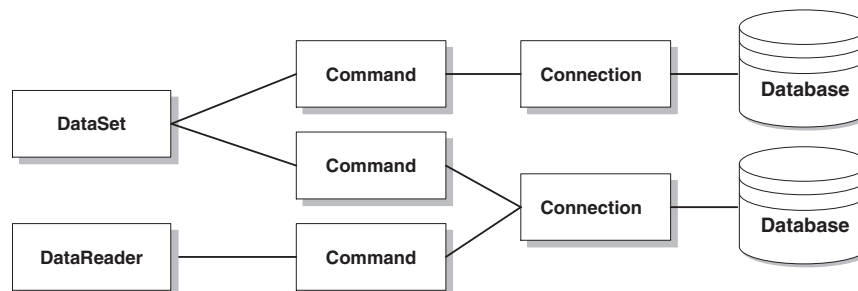 Command
Connection
Database
DataSet
Command
Connection
Database
DataReader
Command